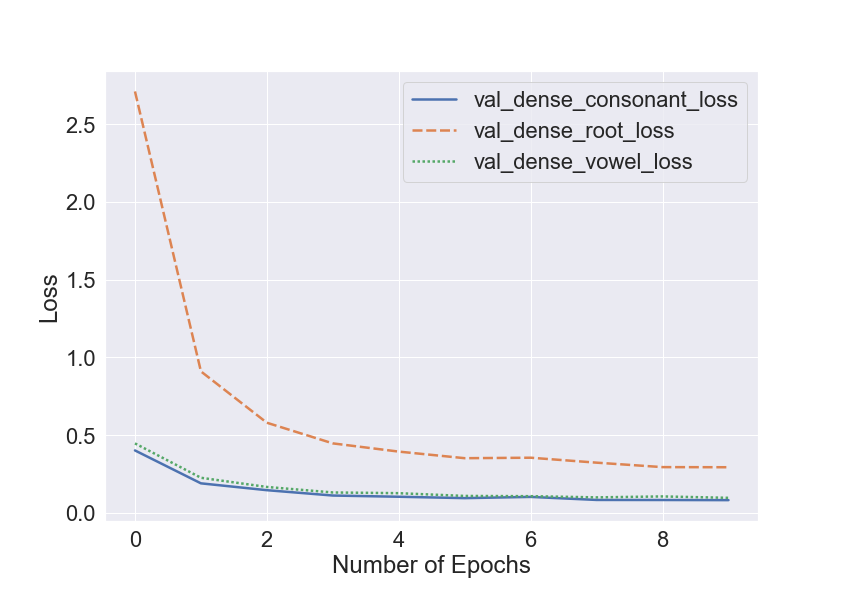 val_dense_consonant_loss
val_dense_root_loss
val_dense_vowel_loss
2.5
2.0
1.5
1.0
0.5
0.0
Loss
0 2 4 6 8
Number of Epochs